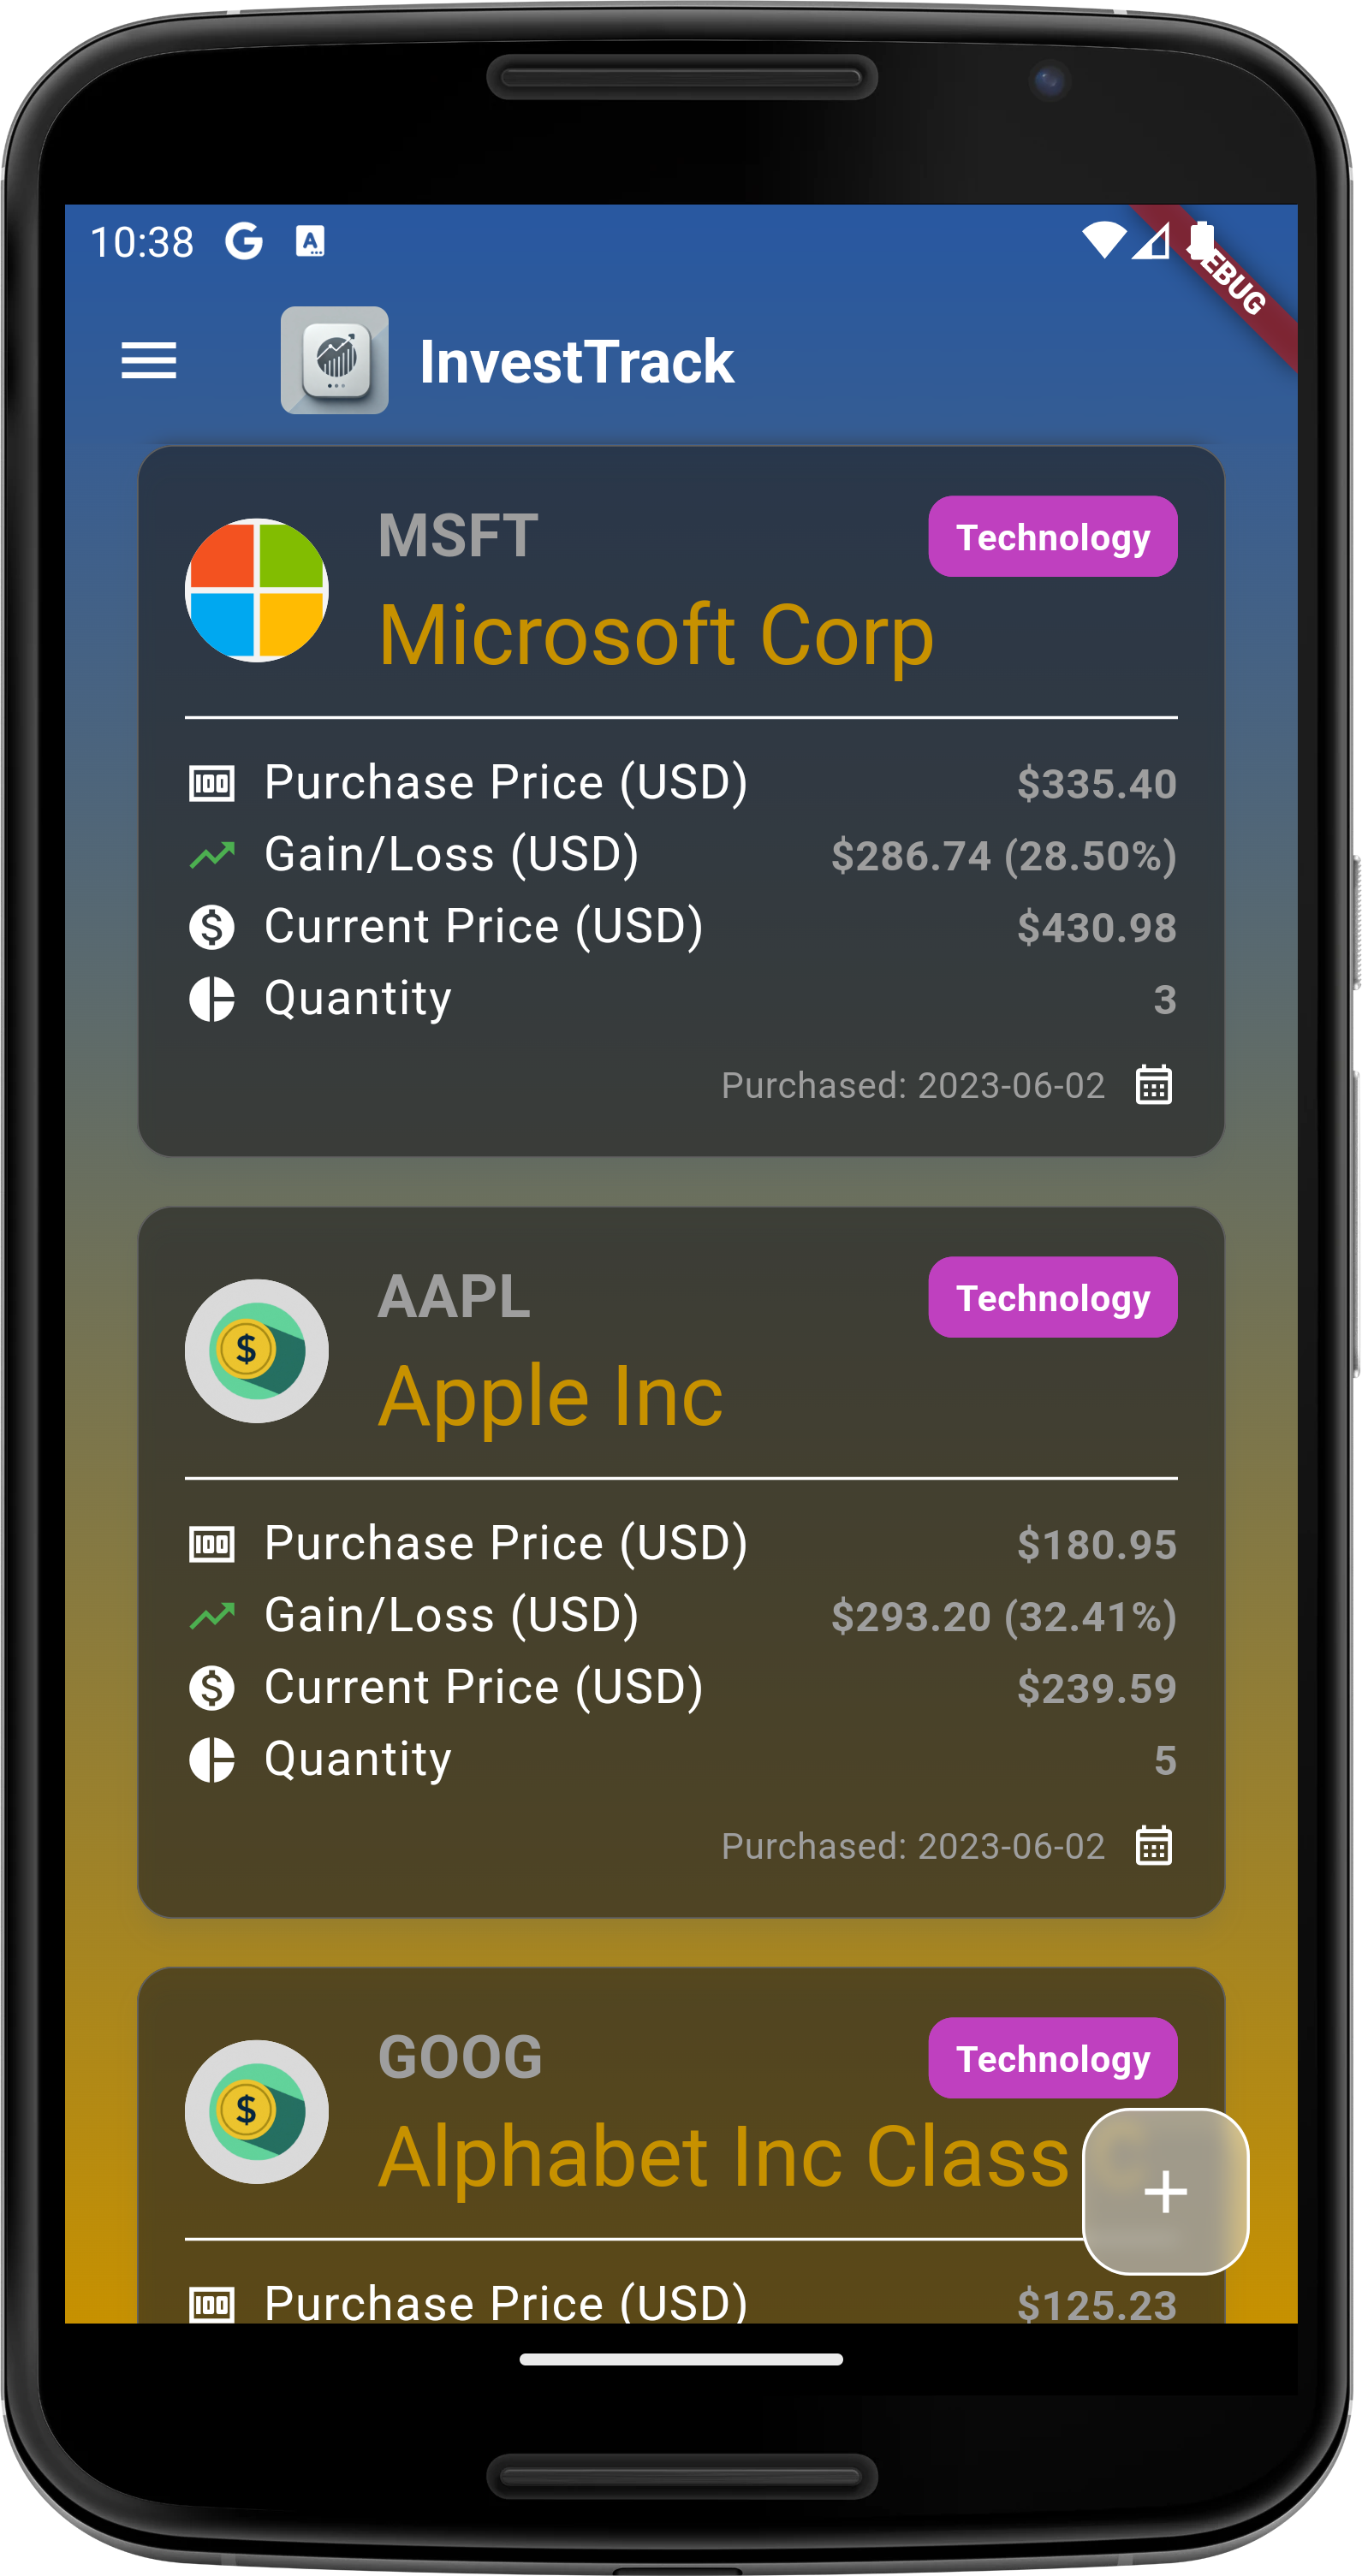 10:38
EBUG
InvestTrack
MSFT
Technology
Microsoft Corp
100 Purchase Price (USD) $335.40
Gain/Loss (USD) $286.74 (28.50%)
$ Current Price (USD) $430.98
Quantity 3
Purchased: 2023-06-02
AAPL
Technology
$
Apple Inc
100 Purchase Price (USD) $180.95
Gain/Loss (USD) $293.20 (32.41%)
$ Current Price (USD) $239.59
Quantity 5
Purchased: 2023-06-02
GOOG
Technology
$
Alphabet Inc Class
+
100 Purchase Price (USD) $125.23